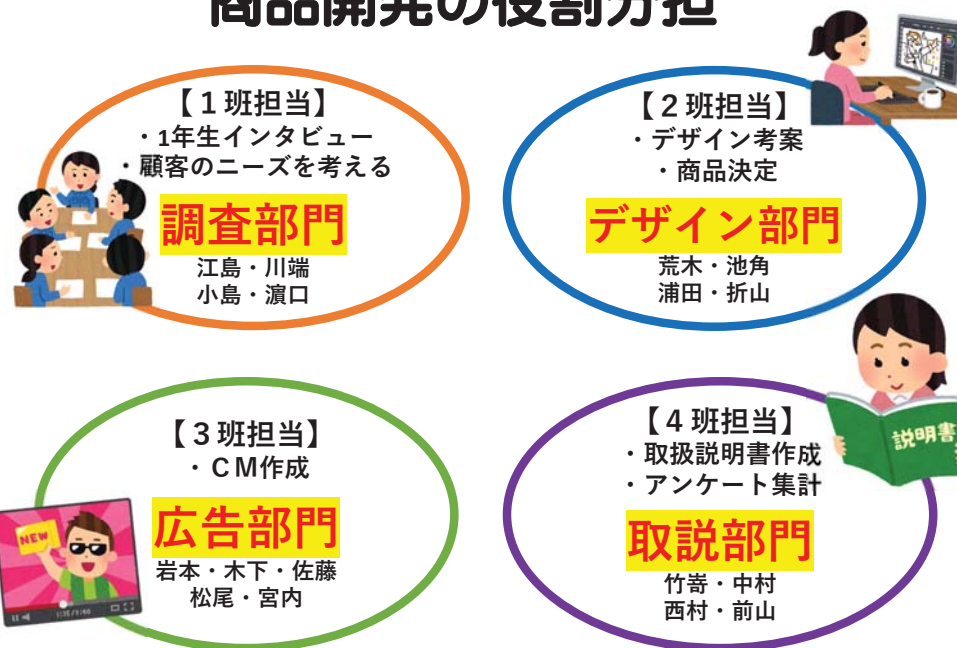 商品開発の役割分担
【１班担当】
・1年生インタビュー
・顧客のニーズを考える
調査部門
江島・川端
小島・濵口
【２班担当】
・デザイン考案
・商品決定
デザイン部門
荒木・池角
浦田・折山
【３班担当】
・ＣＭ作成
広告部門
岩本・木下・佐藤
松尾・宮内
NEW
【４班担当】
・取扱説明書作成
・アンケート集計
取説部門
竹嵜・中村
西村・前山
説明書